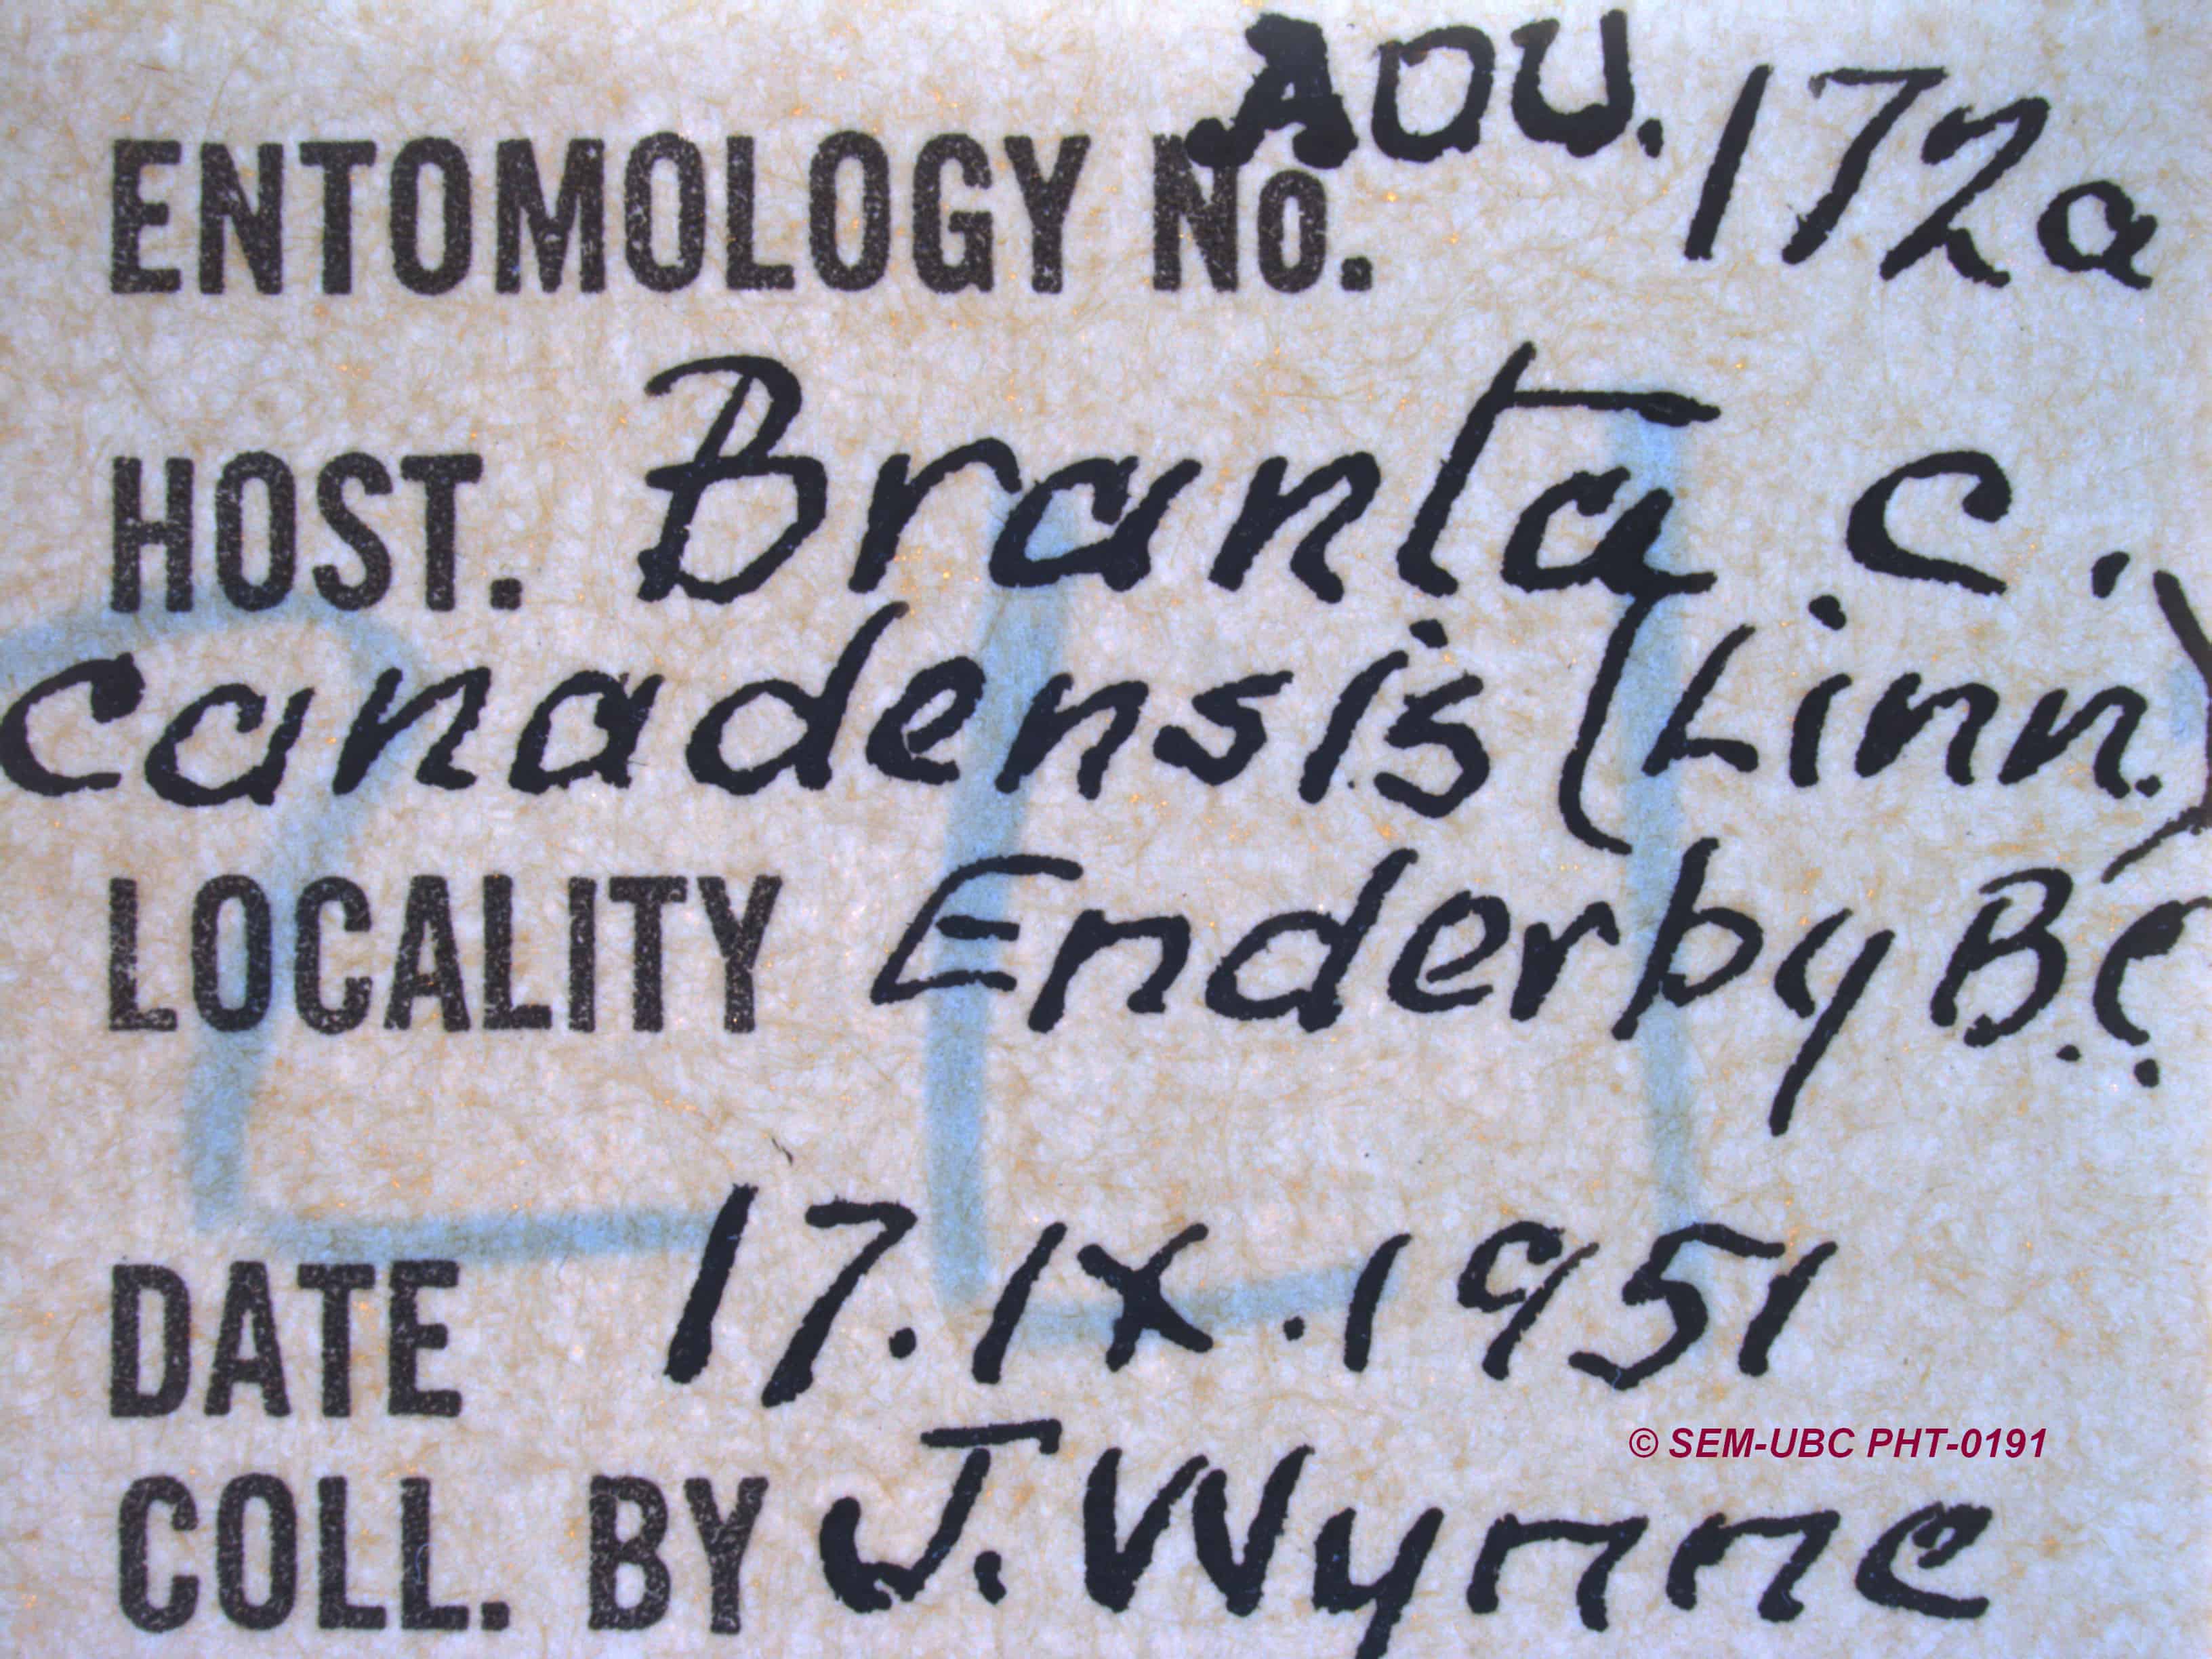 ENTOMOLOGY NO. AOU. 172a
HOST. Branta c.
canadensis (Linn.)
LOCALITY Enderby B.C.
DATE 17.IX.1951
© SEM-UBC PHT-0191
COLL. BY J. Wynne